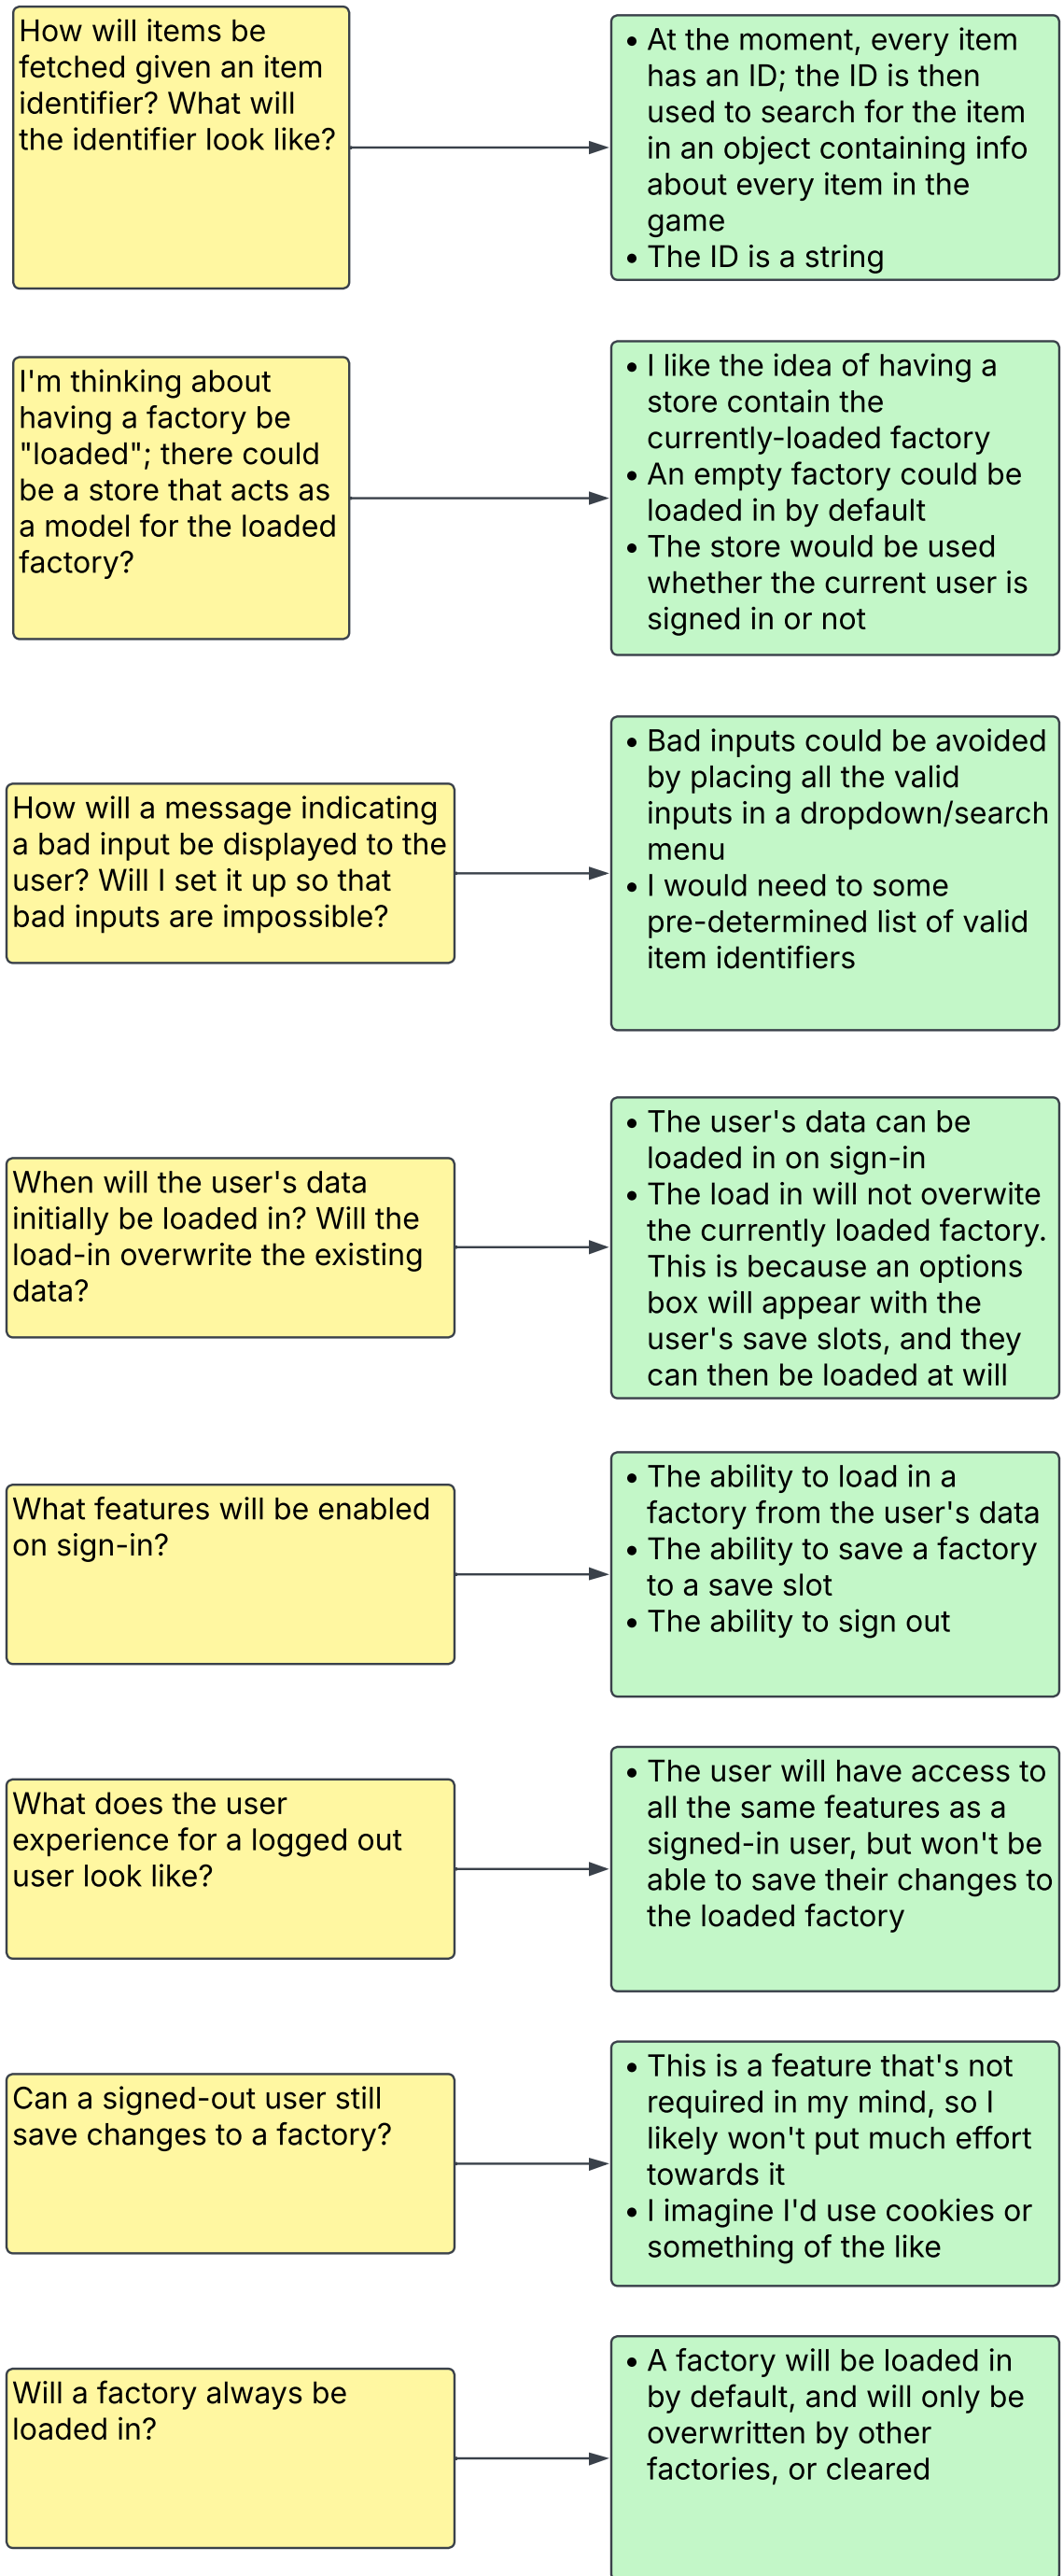 How will items be
fetched given an item
identifier? What will
the identifier look like?
• At the moment, every item
has an ID; the ID is then
used to search for the item
in an object containing info
about every item in the
game
• The ID is a string
I'm thinking about
having a factory be
"loaded"; there could
be a store that acts as
a model for the loaded
factory?
• I like the idea of having a
store contain the
currently-loaded factory
• An empty factory could be
loaded in by default
• The store would be used
whether the current user is
signed in or not
How will a message indicating
a bad input be displayed to the
user? Will I set it up so that
bad inputs are impossible?
• Bad inputs could be avoided
by placing all the valid
inputs in a dropdown/search
menu
• I would need to some
pre-determined list of valid
item identifiers
When will the user's data
initially be loaded in? Will the
load-in overwrite the existing
data?
• The user's data can be
loaded in on sign-in
• The load in will not overwite
the currently loaded factory.
This is because an options
box will appear with the
user's save slots, and they
can then be loaded at will
What features will be enabled
on sign-in?
• The ability to load in a
factory from the user's data
• The ability to save a factory
to a save slot
• The ability to sign out
What does the user
experience for a logged out
user look like?
• The user will have access to
all the same features as a
signed-in user, but won't be
able to save their changes to
the loaded factory
Can a signed-out user still
save changes to a factory?
• This is a feature that's not
required in my mind, so I
likely won't put much effort
towards it
• I imagine I'd use cookies or
something of the like
Will a factory always be
loaded in?
• A factory will be loaded in
by default, and will only be
overwritten by other
factories, or cleared